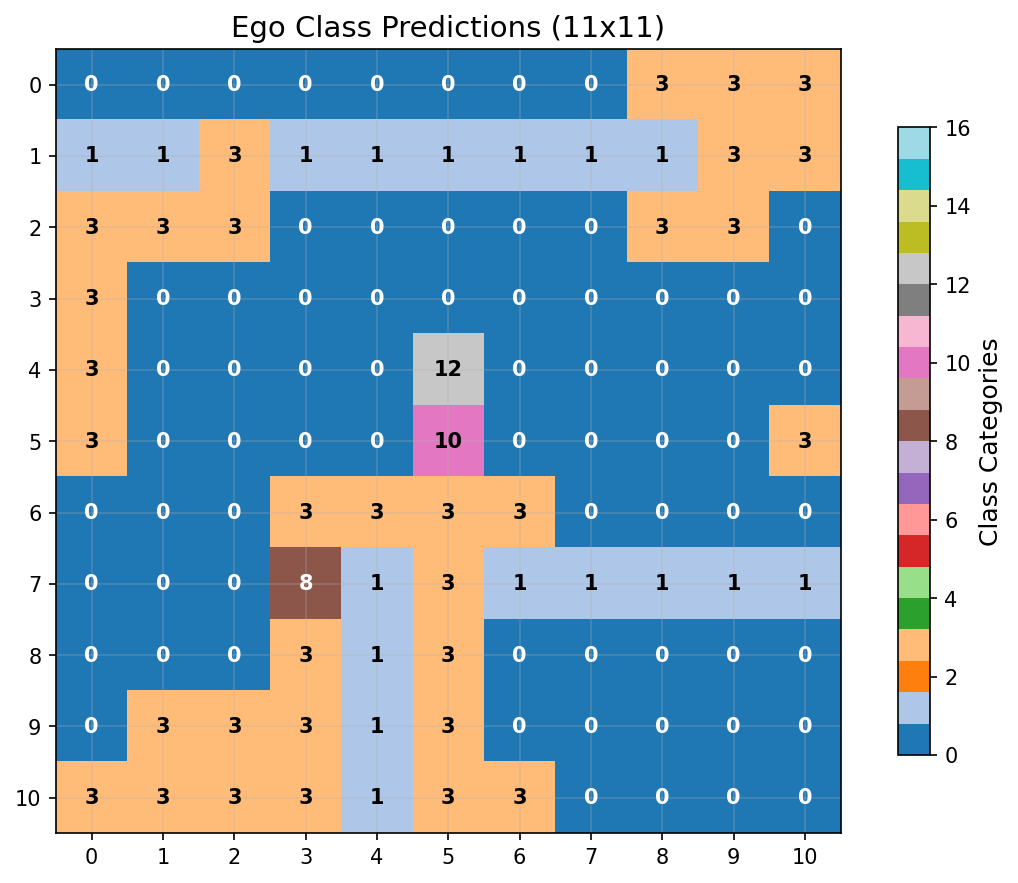 Ego Class Predictions (11x11)
0 0 0 0 0 0 0 0 0 3 3 3
1 1 1 3 1 1 1 1 1 1 3 3
2 3 3 3 0 0 0 0 0 3 3 0
3 3 0 0 0 0 0 0 0 0 0 0
4 3 0 0 0 0 12 0 0 0 0 0
5 3 0 0 0 0 10 0 0 0 0 3
6 0 0 0 3 3 3 3 0 0 0 0
7 0 0 0 8 1 3 1 1 1 1 1
8 0 0 0 3 1 3 0 0 0 0 0
9 0 3 3 3 1 3 0 0 0 0 0
10 3 3 3 3 1 3 3 0 0 0 0
0 1 2 3 4 5 6 7 8 9 10
16
14
12
10
8
6
4
2
0
Class Categories